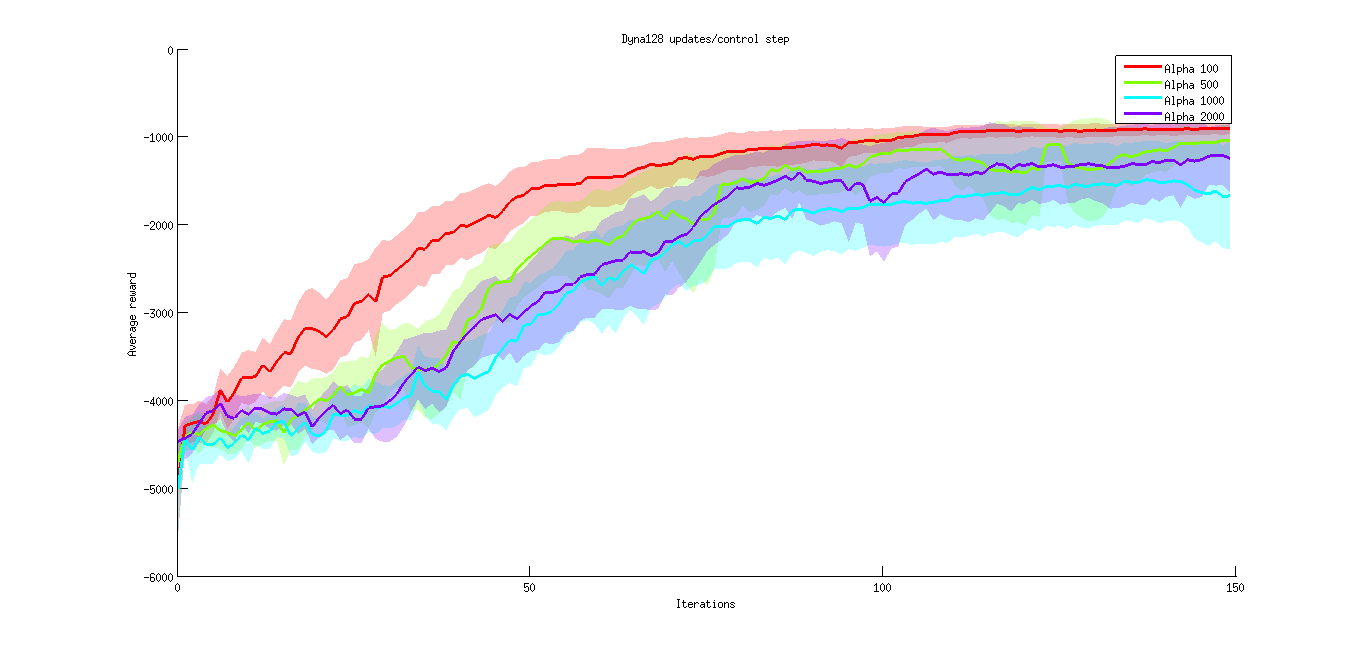 Dyna128 updates/control step
Alpha 100
Alpha 500
Alpha 1000
Alpha 2000
Average reward
0
-1000
-2000
-3000
-4000
-5000
-6000
0
50
100
150
Iterations